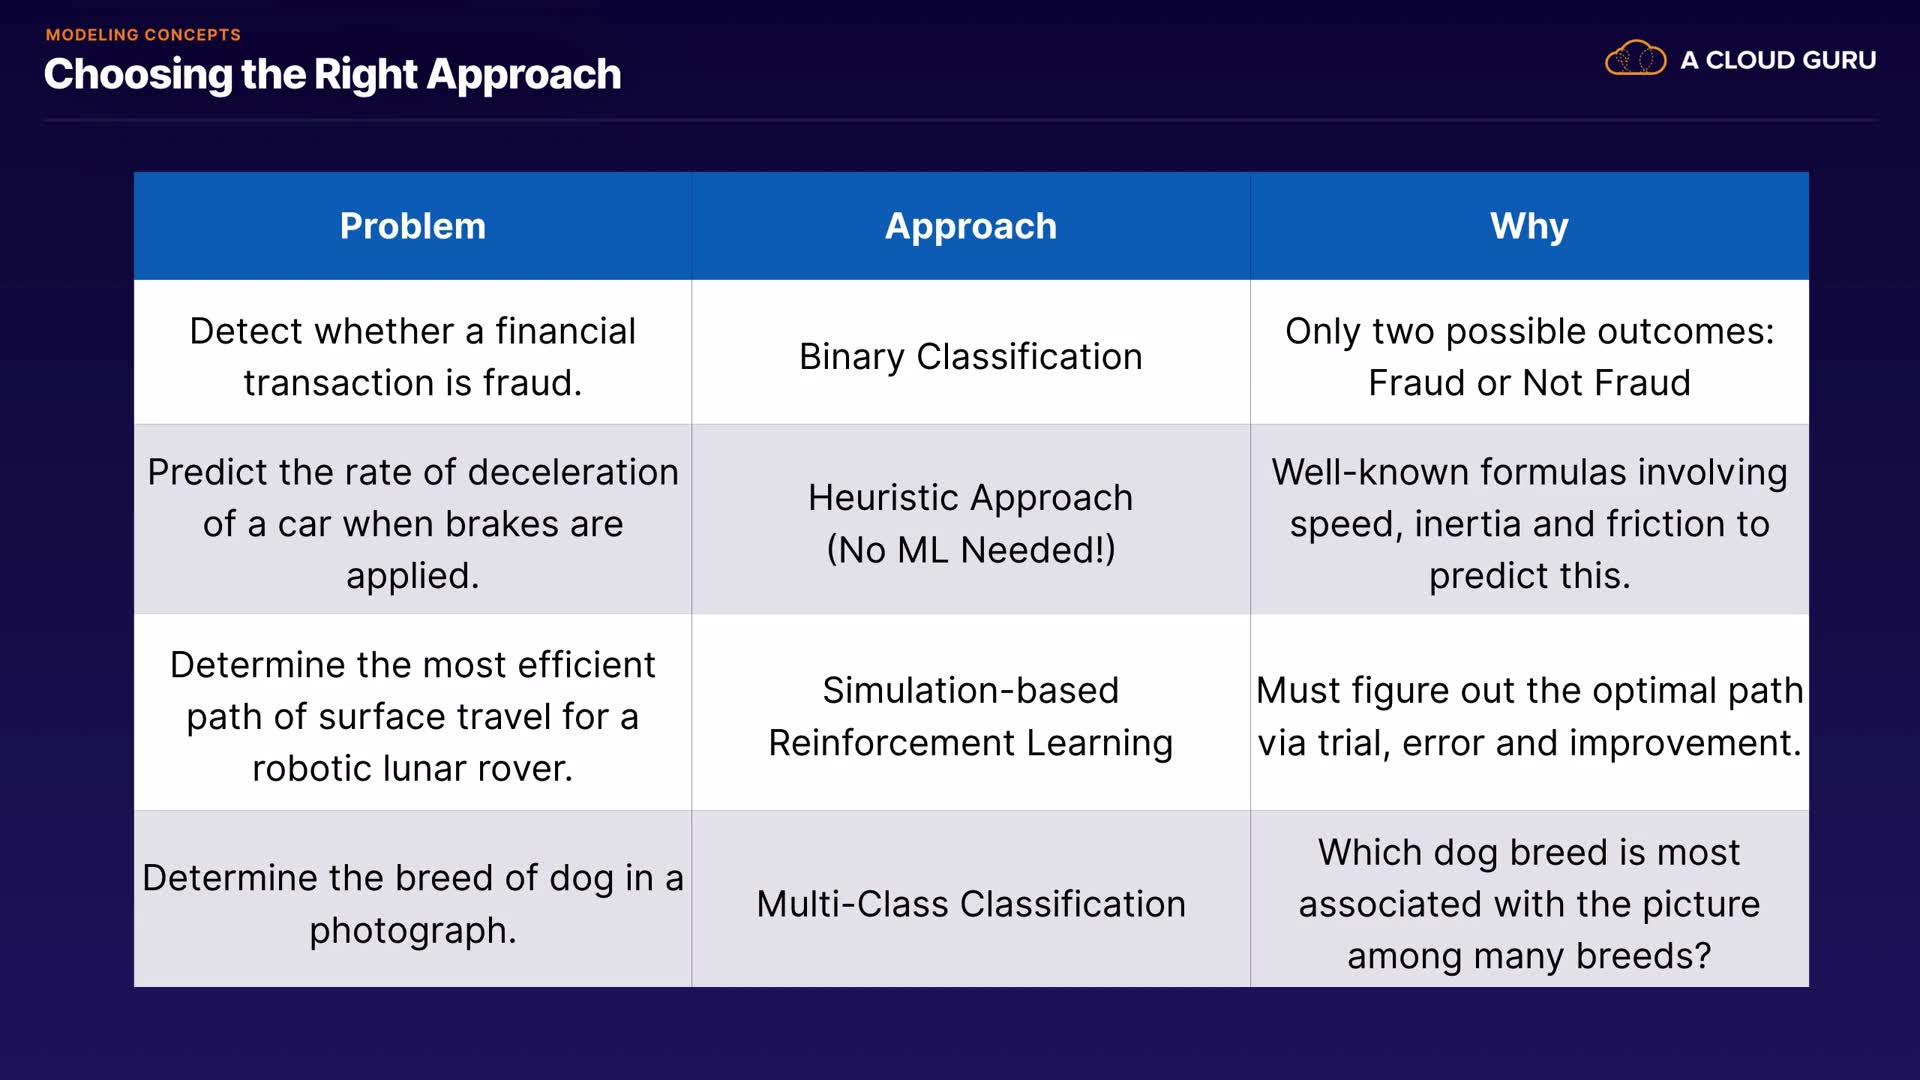 MODELING CONCEPTS
Choosing the Right Approach
A CLOUD GURU
Problem
Approach
Why
Detect whether a financial
transaction is fraud.
Binary Classification
Only two possible outcomes:
Fraud or Not Fraud
Predict the rate of deceleration
of a car when brakes are
applied.
Heuristic Approach
(No ML Needed!)
Well-known formulas involving
speed, inertia and friction to
predict this.
Determine the most efficient
path of surface travel for a
robotic lunar rover.
Simulation-based
Reinforcement Learning
Must figure out the optimal path
via trial, error and improvement.
Determine the breed of dog in a
photograph.
Multi-Class Classification
Which dog breed is most
associated with the picture
among many breeds?